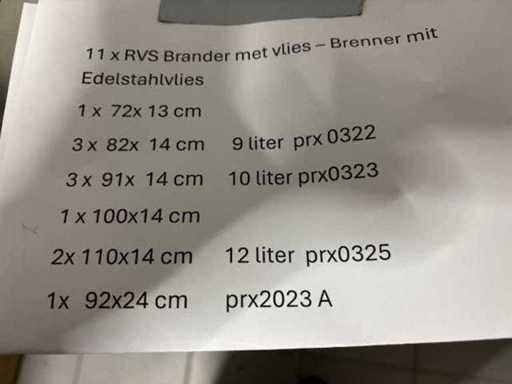 11 x RVS Brander met vlies – Brenner mit
Edelstahlvlies
1 x 72x 13 cm
3 x 82x 14 cm 9 liter prx 0322
3 x 91x 14 cm 10 liter prx0323
1 x 100x14 cm
2x 110x14 cm 12 liter prx0325
1x 92x24 cm prx2023 A